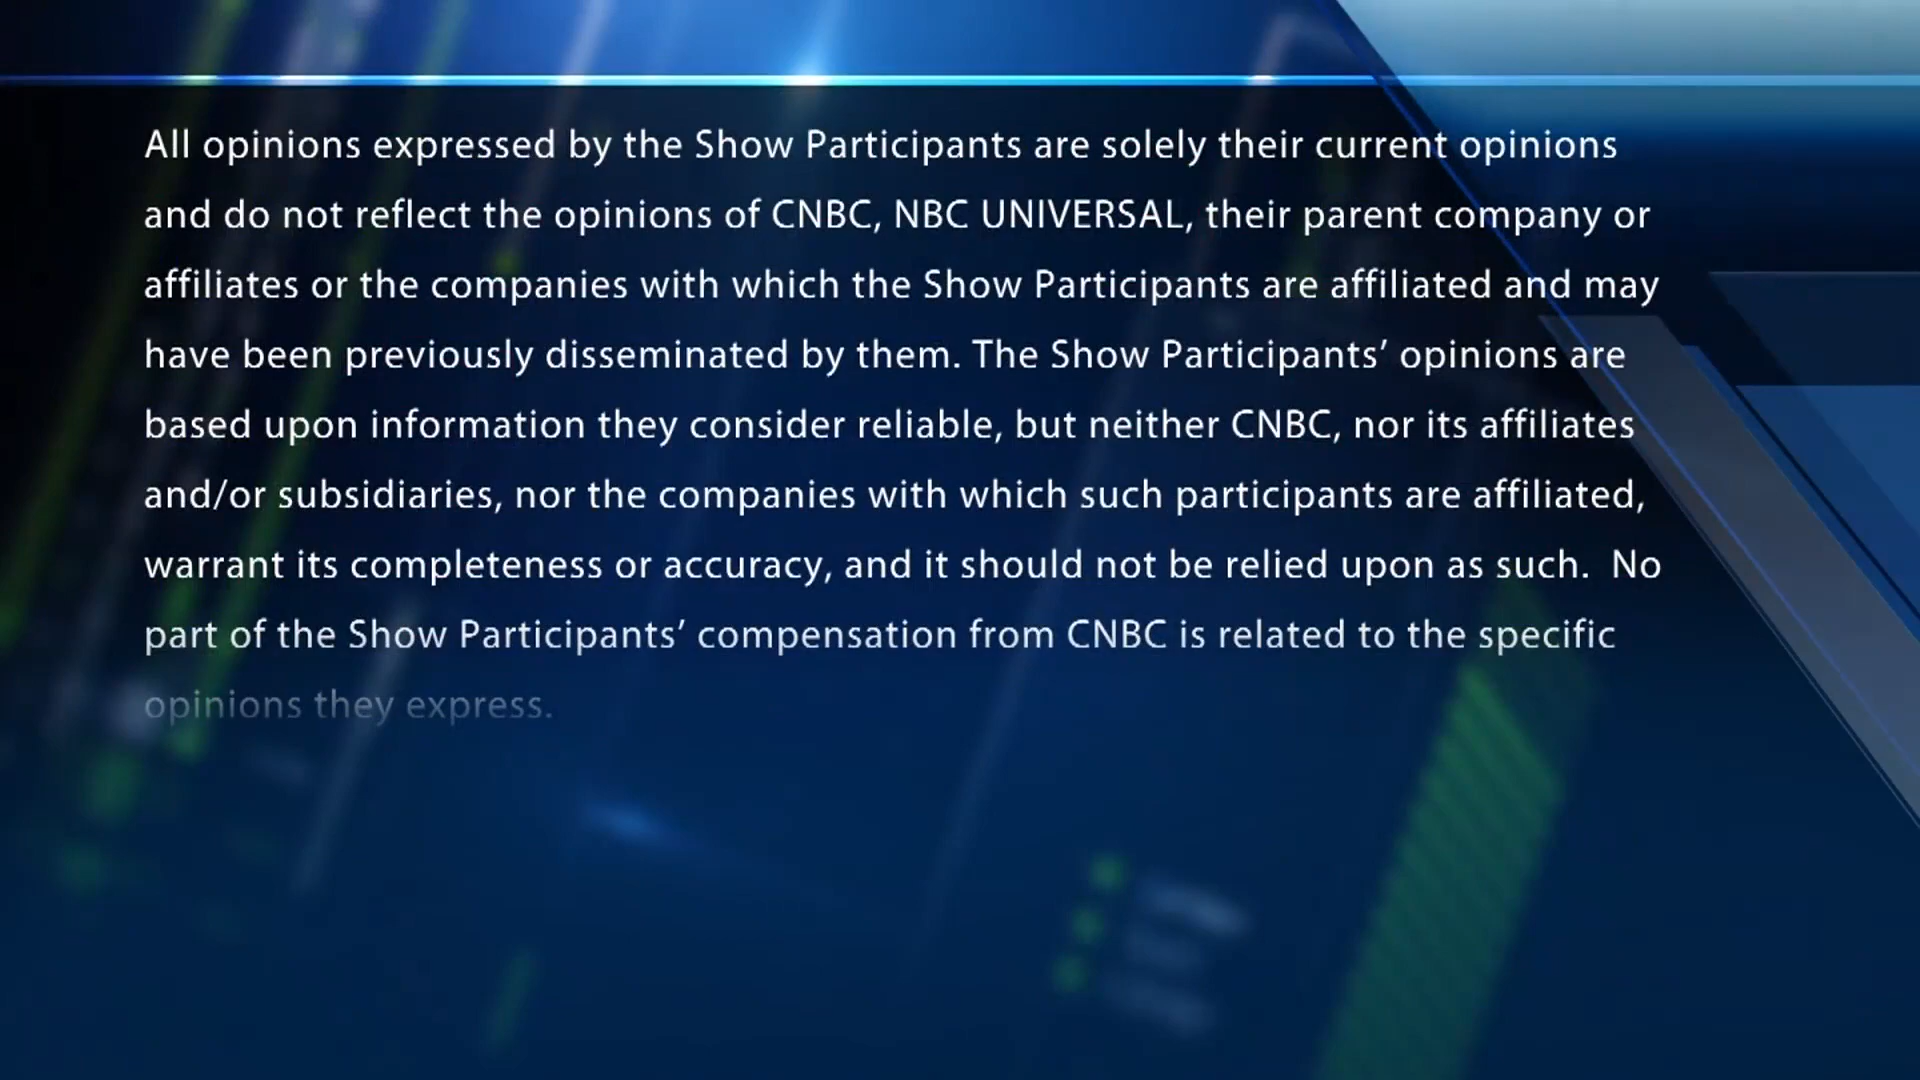 All opinions expressed by the Show Participants are solely their current opinions
and do not reflect the opinions of CNBC, NBC UNIVERSAL, their parent company or
affiliates or the companies with which the Show Participants are affiliated and may
have been previously disseminated by them. The Show Participants’ opinions are
based upon information they consider reliable, but neither CNBC, nor its affiliates
and/or subsidiaries, nor the companies with which such participants are affiliated,
warrant its completeness or accuracy, and it should not be relied upon as such.  No
part of the Show Participants’ compensation from CNBC is related to the specific
opinions they express.